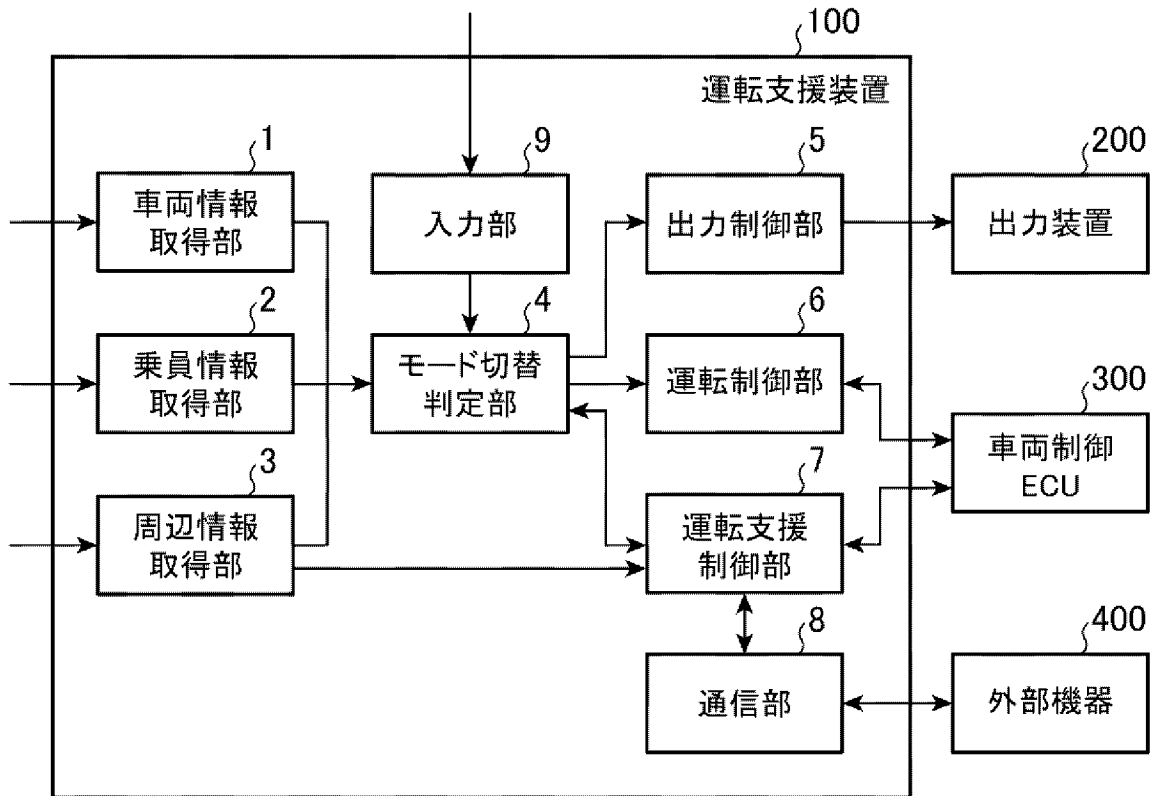 100
運転支援装置
1
車両情報
取得部
9
入力部
5
出力制御部
200
出力装置
2
乗員情報
取得部
4
モード切替
判定部
6
運転制御部
300
車両制御
ECU
3
周辺情報
取得部
7
運転支援
制御部
8
通信部
400
外部機器